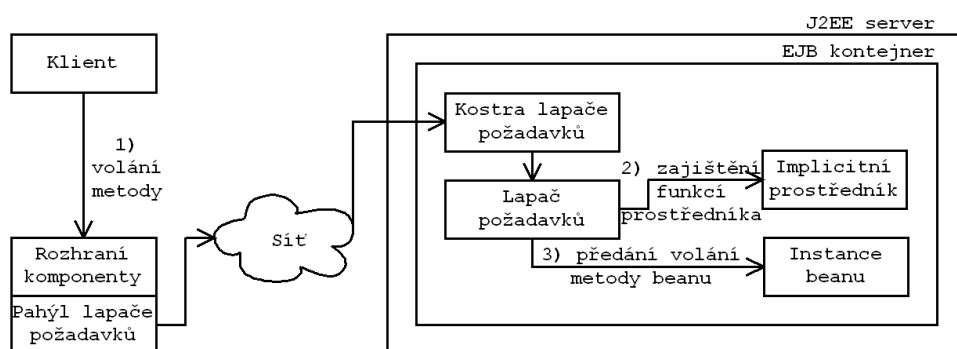 J2EE server
EJB kontejner
Klient
1)
volání
metody
Rozhraní
komponenty
Pahýl lapače
požadavků
Síť
Kostra lapače
požadavků
Lapač
požadavků
2) zajištění
funkcí
prostředníka
Implicitní
prostředník
3) předání volání
metody beanu
Instance
beanu